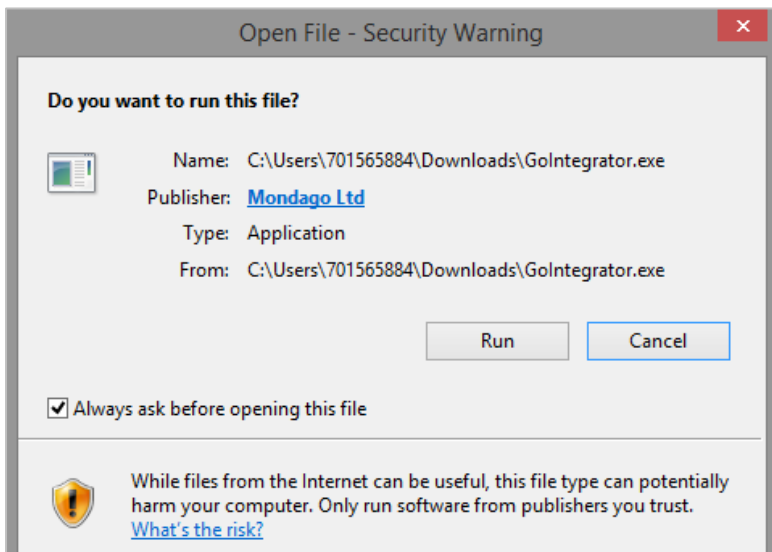 Open File - Security Warning
Do you want to run this file?
Name: C:\Users\701565884\Downloads\GoIntegrator.exe
Publisher: Mondago Ltd
Type: Application
From: C:\Users\701565884\Downloads\GoIntegrator.exe
Run Cancel
Always ask before opening this file
While files from the Internet can be useful, this file type can potentially
harm your computer. Only run software from publishers you trust.
What's the risk?